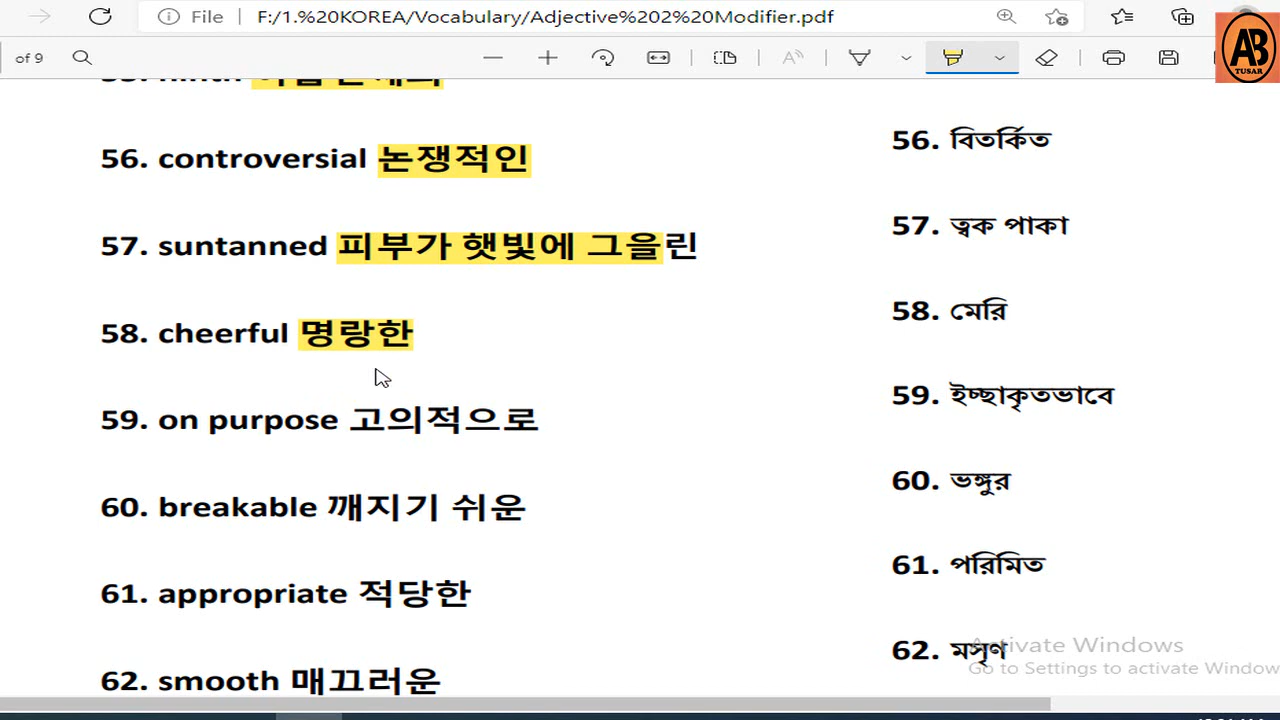 File F:/1.%20KOREA/Vocabulary/Adjective%202%20Modifier.pdf
of 9
AB
TUSAR
56. controversial 논쟁적인
57. suntanned 피부가 햇빛에 그을린
58. cheerful 명랑한
59. on purpose 고의적으로
60. breakable 깨지기 쉬운
61. appropriate 적당한
62. smooth 매끄러운
56. বিতর্কিত
57. ত্বক পাকা
58. মেরি
59. ইচ্ছাকৃতভাবে
60. ভঙ্গুর
61. পরিমিত
62. মসৃণ
Activate Windows
Go to Settings to activate Window